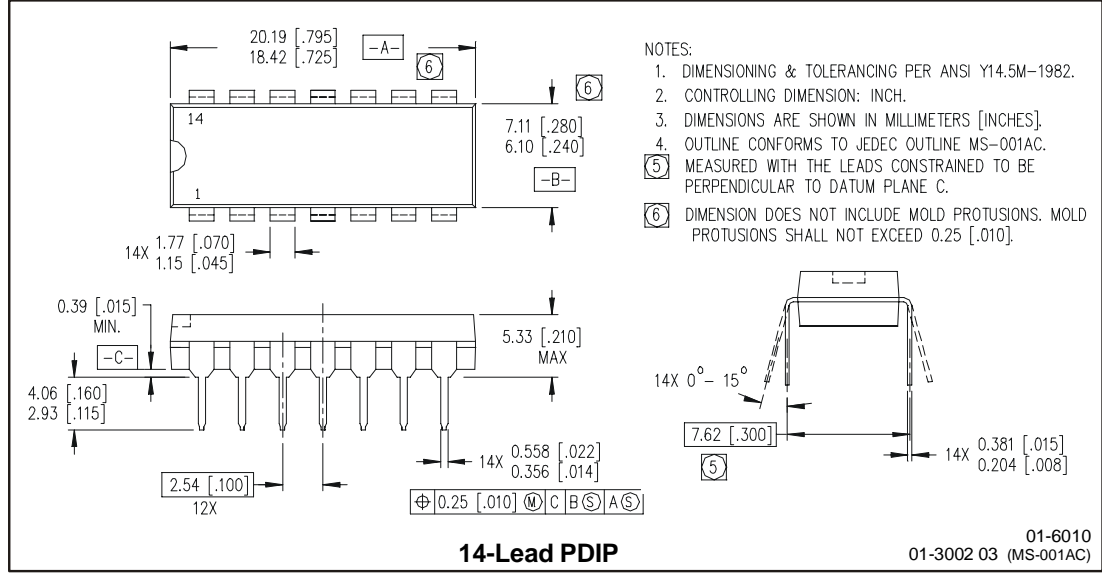 20.19 [.795]
18.42 [.725]
-A-
6
6
14
1
7.11 [.280]
6.10 [.240]
-B-
14X 1.77 [.070]
1.15 [.045]
NOTES:
1. DIMENSIONING & TOLERANCING PER ANSI Y14.5M-1982.
2. CONTROLLING DIMENSION: INCH.
3. DIMENSIONS ARE SHOWN IN MILLIMETERS [INCHES].
4. OUTLINE CONFORMS TO JEDEC OUTLINE MS-001AC.
5 MEASURED WITH THE LEADS CONSTRAINED TO BE
PERPENDICULAR TO DATUM PLANE C.
6 DIMENSION DOES NOT INCLUDE MOLD PROTUSIONS. MOLD
PROTUSIONS SHALL NOT EXCEED 0.25 [.010].
0.39 [.015]
MIN.
-C-
4.06 [.160]
2.93 [.115]
5.33 [.210]
MAX
2.54 [.100]
12X
14X 0.558 [.022]
0.356 [.014]
⌖ 0.25 [.010] Ⓜ C B Ⓢ A Ⓢ
14X 0°- 15°
7.62 [.300]
5
14X 0.381 [.015]
0.204 [.008]
14-Lead PDIP
01-6010
01-3002 03 (MS-001AC)